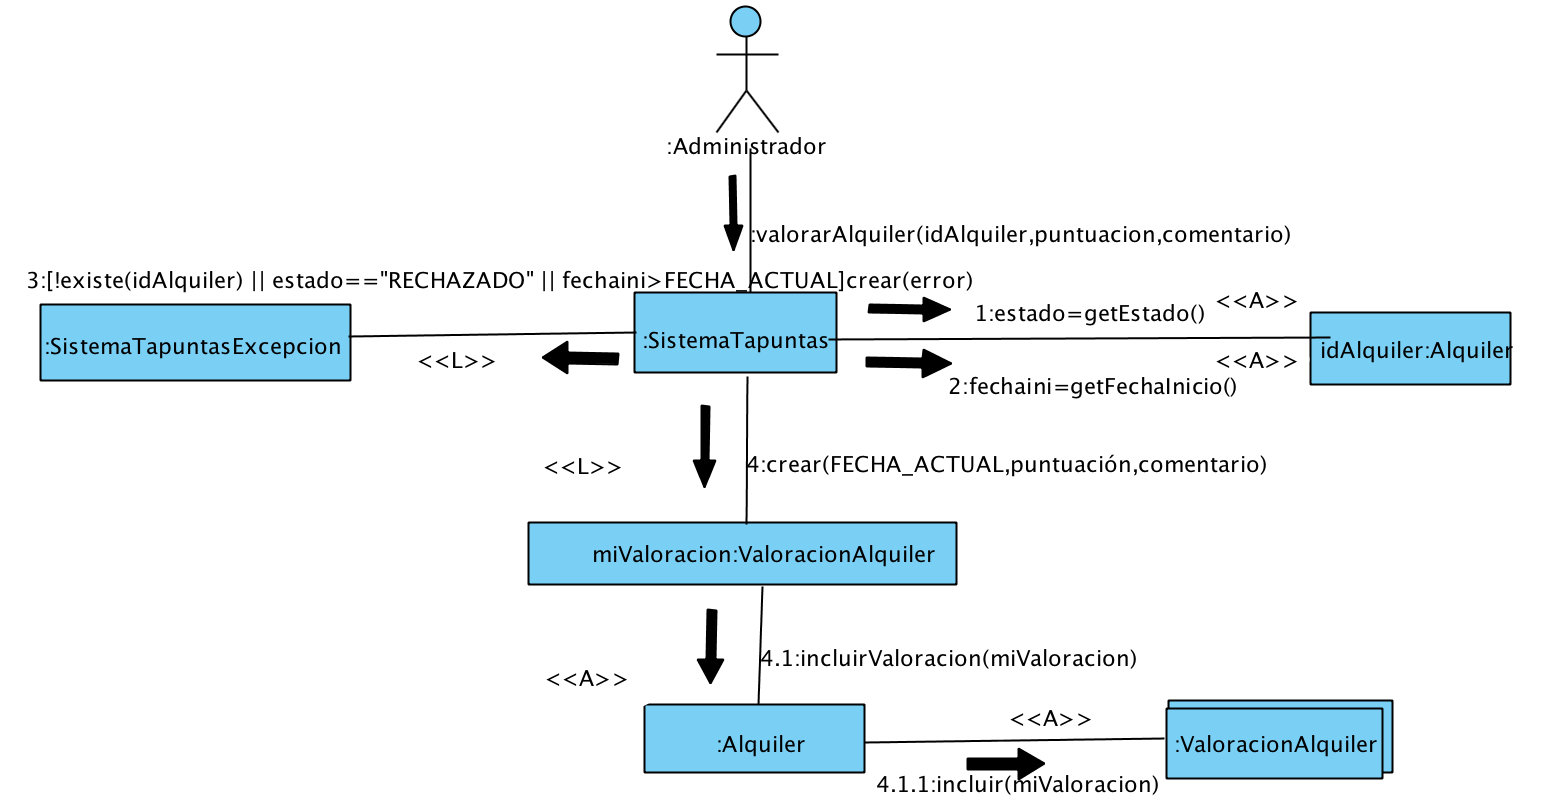 :Administrador
:valorarAlquiler(idAlquiler,puntuacion,comentario)
3:[!existe(idAlquiler) || estado=="RECHAZADO" || fechaini>FECHA_ACTUAL]crear(error)
<<A>>
1:estado=getEstado()
:SistemaTapuntasExcepcion
:SistemaTapuntas
idAlquiler:Alquiler
<<L>>
<<A>>
2:fechaini=getFechaInicio()
<<L>>
4:crear(FECHA_ACTUAL,puntuación,comentario)
miValoracion:ValoracionAlquiler
4.1:incluirValoracion(miValoracion)
<<A>>
<<A>>
:Alquiler
:ValoracionAlquiler
4.1.1:incluir(miValoracion)